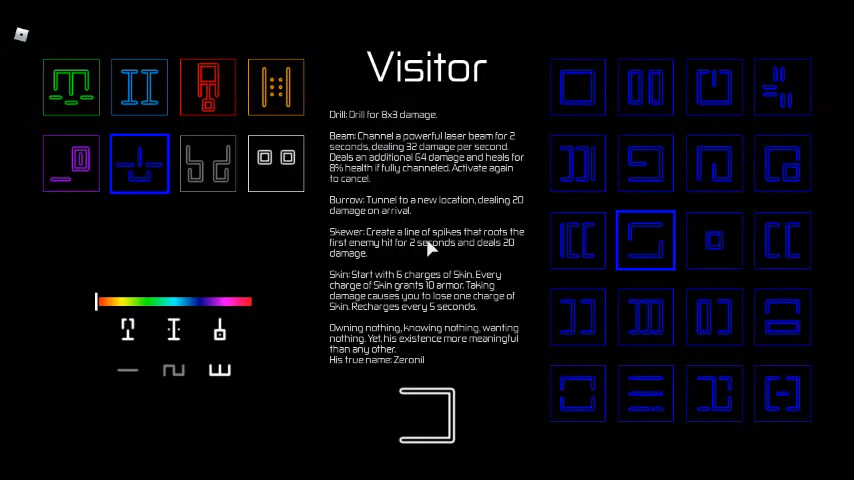 Visitor
Drill: Drill for 8x3 damage.
Beam: Channel a powerful laser beam for 2
seconds, dealing 32 damage per second.
Deals an additional 64 damage and heals for
8% health if fully channeled. Activate again
to cancel.
Burrow: Tunnel to a new location, dealing 20
damage on arrival.
Skewer: Create a line of spikes that roots the
first enemy hit for 2 seconds and deals 20
damage.
Skin: Start with 6 charges of Skin. Every
charge of Skin grants 10 armor. Taking
damage causes you to lose one charge of
Skin. Recharges every 5 seconds.
Owning nothing, knowing nothing, wanting
nothing. Yet, his existence more meaningful
than any other.
His true name: Zeronil